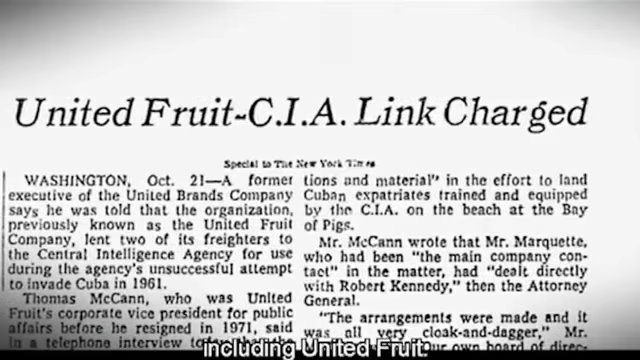 United Fruit-C.I.A. Link Charged
Special to The New York Times
WASHINGTON, Oct. 21—A former
executive of the United Brands Company
says he was told that the organization,
previously known as the United Fruit
Company, lent two of its freighters to
the Central Intelligence Agency for use
during the agency's unsuccessful attempt
to invade Cuba in 1961.
Thomas McCann, who was United
Fruit's corporate vice president for public
affairs before he resigned in 1971, said
in a telephone interview
tions and material" in the effort to land
Cuban expatriates trained and equipped
by the C.I.A. on the beach at the Bay
of Pigs.
Mr. McCann wrote that Mr. Marquette,
who had been "the main company con-
tact" in the matter, had "dealt directly
with Robert Kennedy," then the Attorney
General.
"The arrangements were made and it
was all very cloak-and-dagger," Mr.
our own board of direc-
including United Fruit.